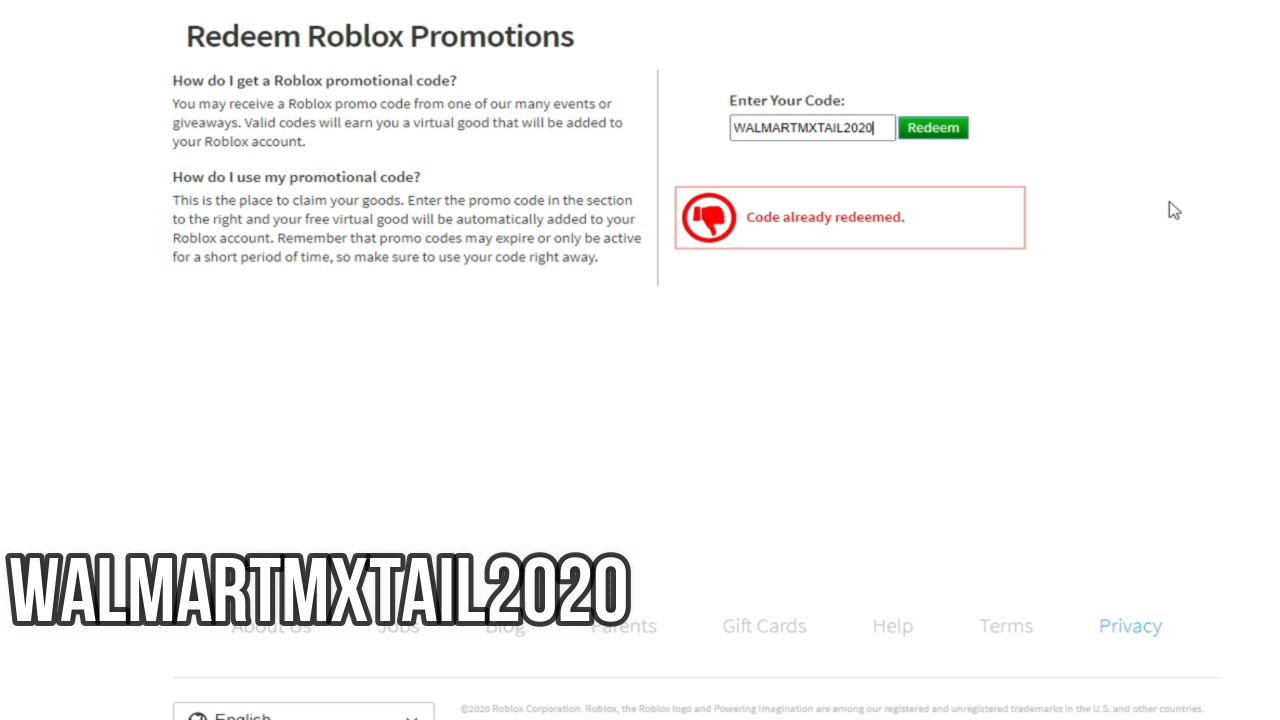 Redeem Roblox Promotions
How do I get a Roblox promotional code?
You may receive a Roblox promo code from one of our many events or
giveaways. Valid codes will earn you a virtual good that will be added to
your Roblox account.
How do I use my promotional code?
This is the place to claim your goods. Enter the promo code in the section
to the right and your free virtual good will be automatically added to your
Roblox account. Remember that promo codes may expire or only be active
for a short period of time, so make sure to use your code right away.
Enter Your Code:
WALMARTMXTAIL2020 Redeem
Code already redeemed.
WALMARTMXTAIL2020
About Us Jobs Blog Parents Gift Cards Help Terms Privacy
English
©2020 Roblox Corporation. Roblox, the Roblox logo and Powering Imagination are among our registered and unregistered trademarks in the U.S. and other countries.